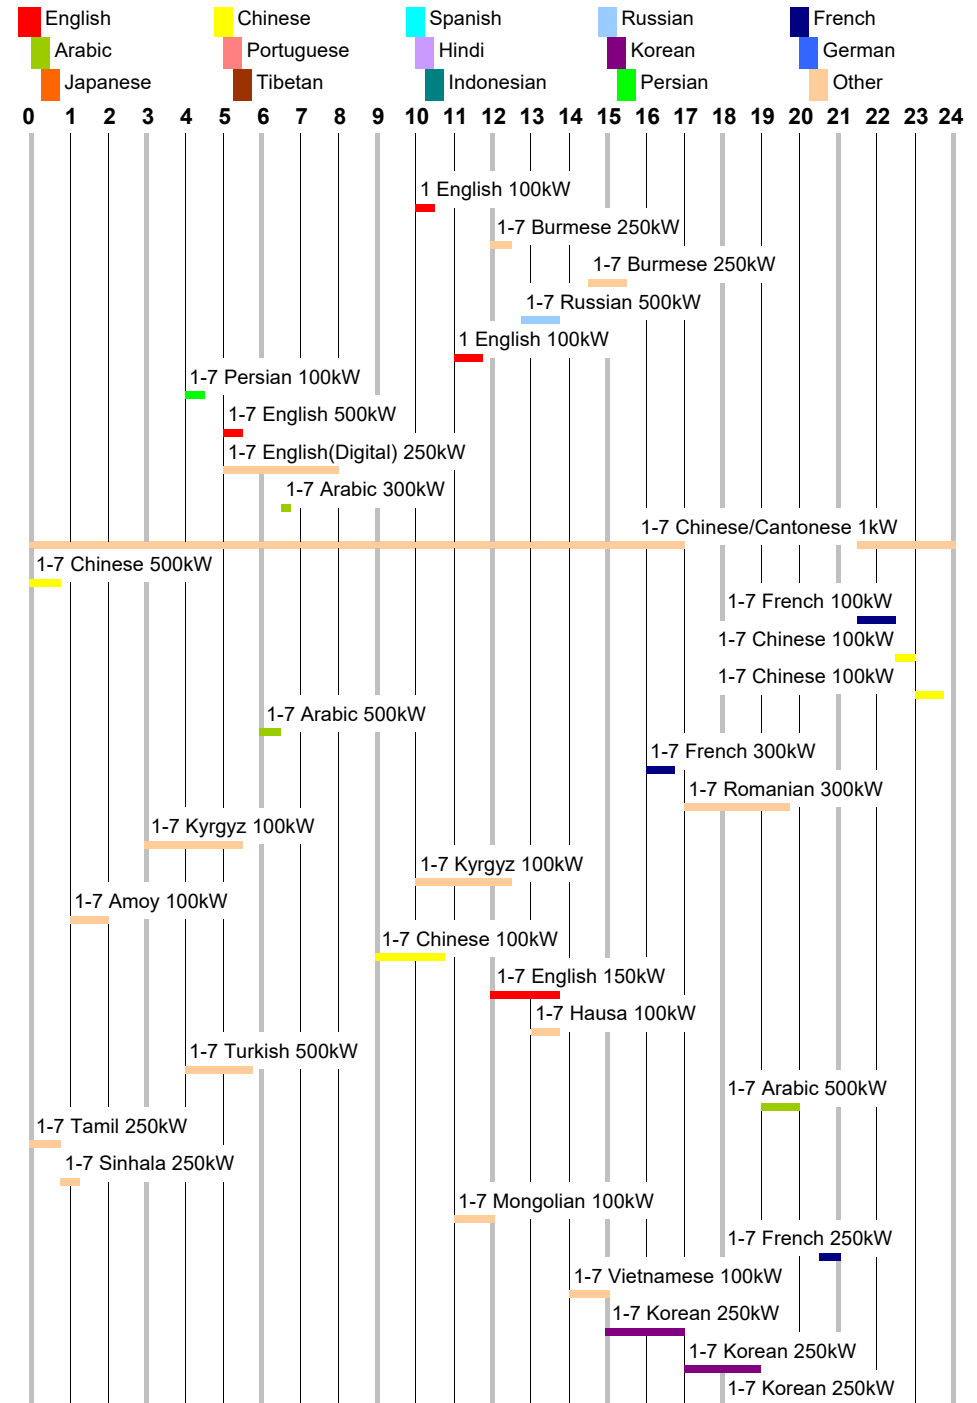 English Chinese Spanish Russian French
Arabic Portuguese Hindi Korean German
Japanese Tibetan Indonesian Persian Other
0 1 2 3 4 5 6 7 8 9 10 11 12 13 14 15 16 17 18 19 20 21 22 23 24
1 English 100kW
1-7 Burmese 250kW
1-7 Burmese 250kW
1-7 Russian 500kW
1 English 100kW
1-7 Persian 100kW
1-7 English 500kW
1-7 English(Digital) 250kW
1-7 Arabic 300kW
1-7 Chinese/Cantonese 1kW
1-7 Chinese 500kW
1-7 French 100kW
1-7 Chinese 100kW
1-7 Chinese 100kW
1-7 Arabic 500kW
1-7 French 300kW
1-7 Romanian 300kW
1-7 Kyrgyz 100kW
1-7 Kyrgyz 100kW
1-7 Amoy 100kW
1-7 Chinese 100kW
1-7 English 150kW
1-7 Hausa 100kW
1-7 Turkish 500kW
1-7 Arabic 500kW
1-7 Tamil 250kW
1-7 Sinhala 250kW
1-7 Mongolian 100kW
1-7 French 250kW
1-7 Vietnamese 100kW
1-7 Korean 250kW
1-7 Korean 250kW
1-7 Korean 250kW